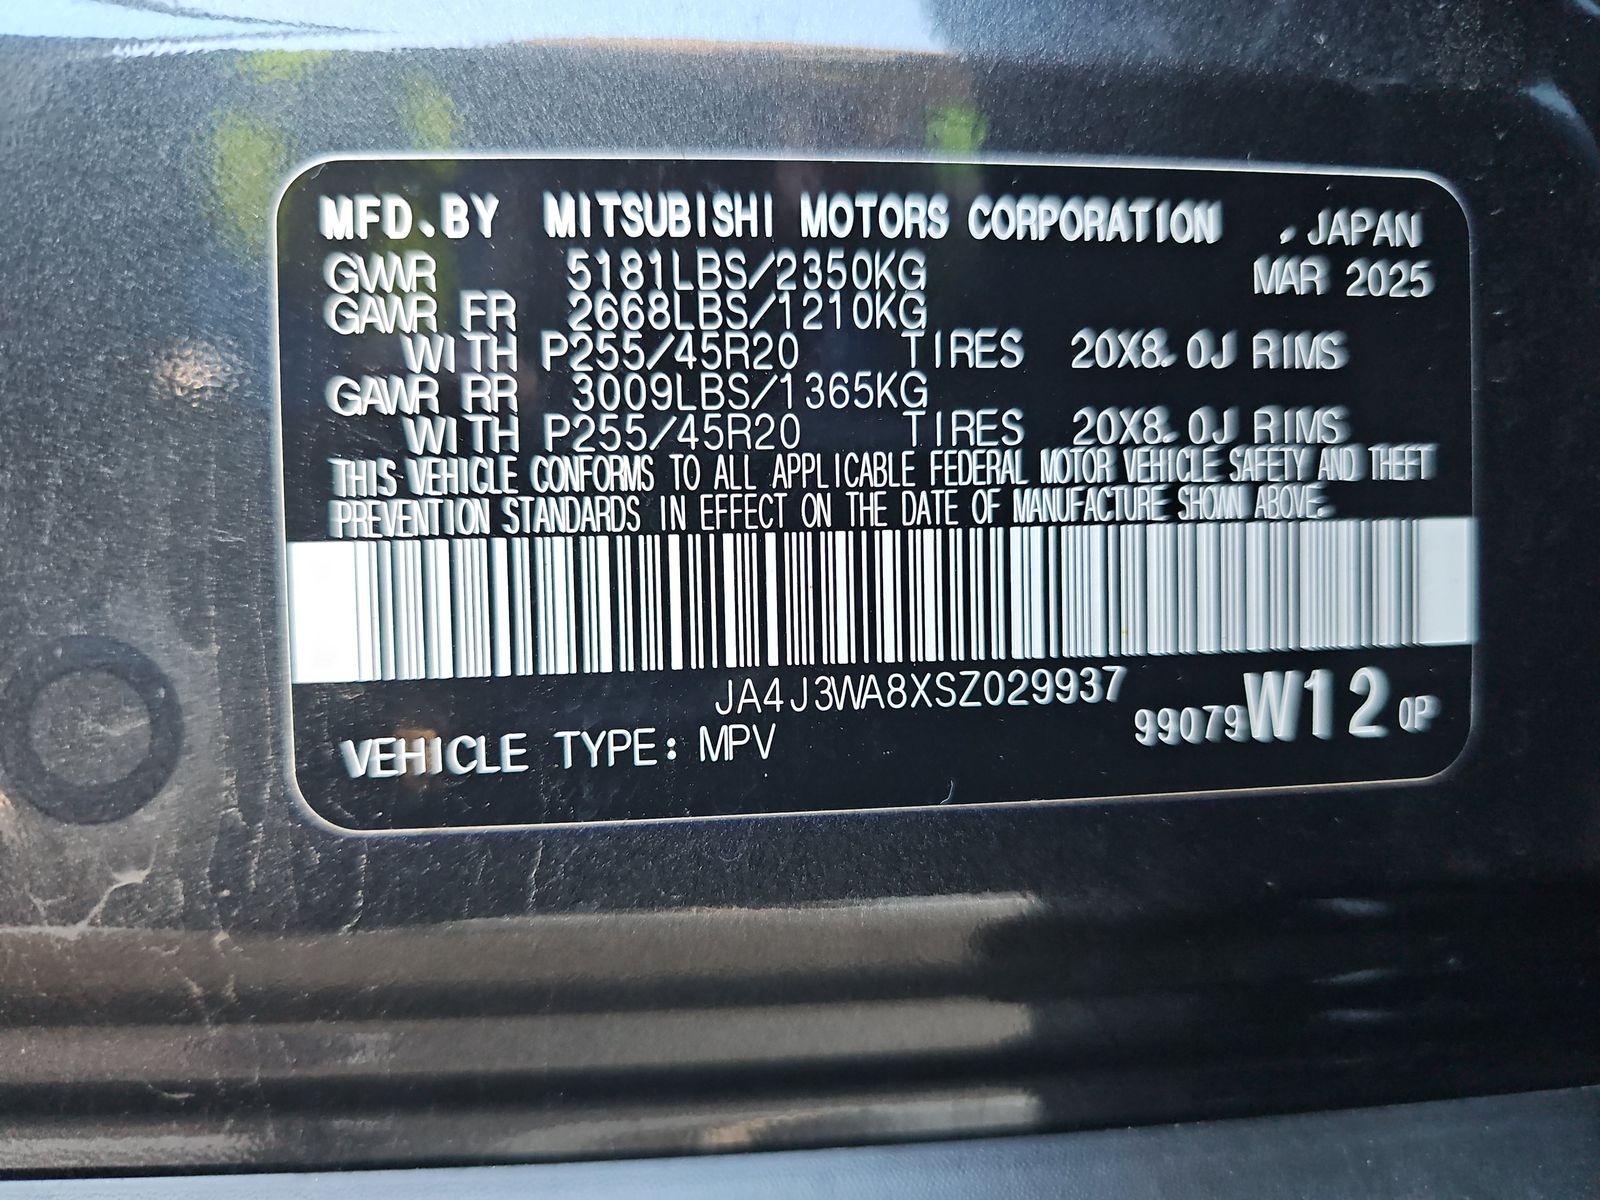 MFD.BY MITSUBISHI MOTORS CORPORATION , JAPAN
GVWR 5181LBS/2350KG MAR 2025
GAWR FR 2668LBS/1210KG
WITH P255/45R20 TIRES 20X8.0J RIMS
GAWR RR 3009LBS/1365KG
WITH P255/45R20 TIRES 20X8.0J RIMS
THIS VEHICLE CONFORMS TO ALL APPLICABLE FEDERAL MOTOR VEHICLE SAFETY AND THEFT
PREVENTION STANDARDS IN EFFECT ON THE DATE OF MANUFACTURE SHOWN ABOVE.
JA4J3WA8XSZ029937
VEHICLE TYPE: MPV 99079W120P